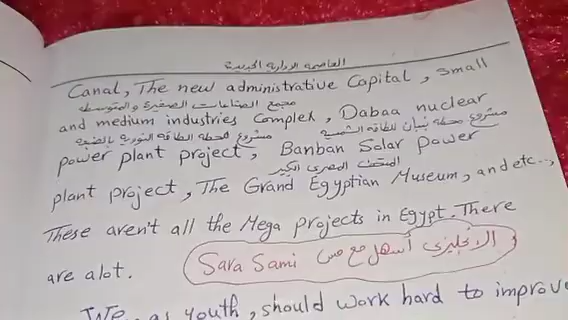 العاصمة الإدارية الجديدة
Canal, The new administrative Capital, small
مجمع الصناعات الصغيرة والمتوسطة
and medium industries Complex, Dabaa nuclear
مشروع محطة الطاقة النووية بالضبعة مشروع محطة بنبان للطاقة الشمسية
power plant project, Banban Solar power
المتحف المصرى الكبير
plant project, The Grand Egyptian Museum, and etc..,
These aren't all the Mega projects in Egypt. There
are alot. Sara Sami الانجليزى أسهل مع مس
We, as youth, should work hard to improve